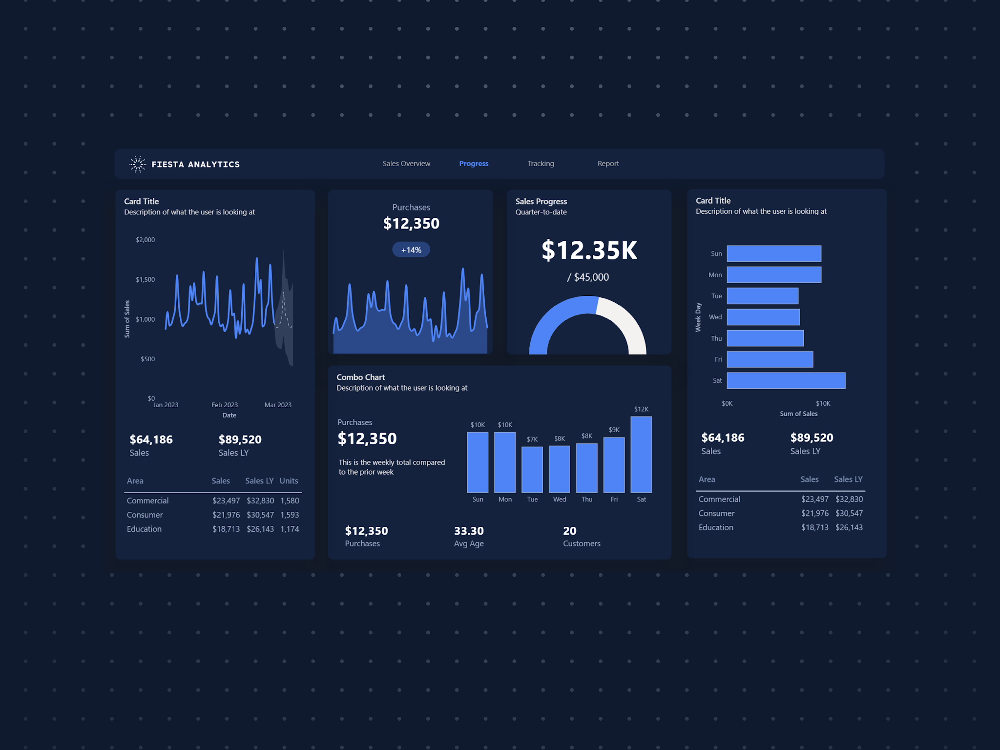 FIESTA ANALYTICS
Sales Overview Progress Tracking Report
Card Title
Description of what the user is looking at
$2,000
$1,500
$1,000
$500
$0
Sum of Sales
Jan 2023 Feb 2023 Mar 2023
Date
$64,186 $89,520
Sales Sales LY
Area Sales Sales LY Units
Commercial $23,497 $32,830 1,580
Consumer $21,976 $30,547 1,593
Education $18,713 $26,143 1,174
Purchases
$12,350
+14%
Sales Progress
Quarter-to-date
$12.35K
/ $45,000
Combo Chart
Description of what the user is looking at
Purchases
$12,350
This is the weekly total compared
to the prior week
$10K $10K $7K $8K $8K $9K $12K
Sun Mon Tue Wed Thu Fri Sat
$12,350 33.30 20
Purchases Avg Age Customers
Card Title
Description of what the user is looking at
Week Day
Sun
Mon
Tue
Wed
Thu
Fri
Sat
$0K $10K
Sum of Sales
$64,186 $89,520
Sales Sales LY
Area Sales Sales LY
Commercial $23,497 $32,830
Consumer $21,976 $30,547
Education $18,713 $26,143